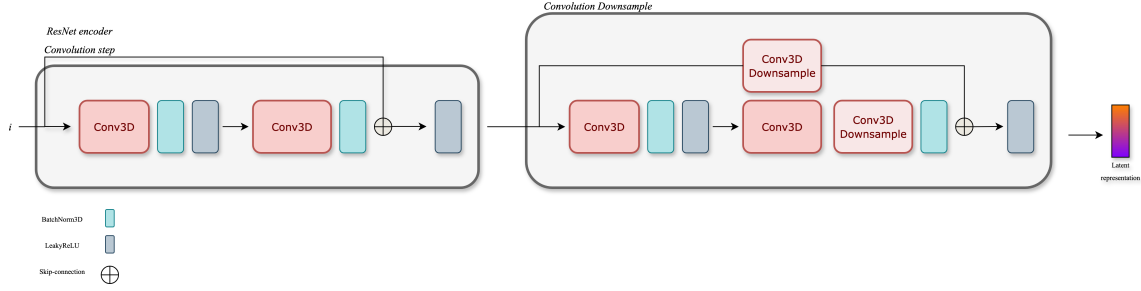 Convolution Downsample
ResNet encoder
Convolution step
Conv3D
Downsample
i
Conv3D
Conv3D
Conv3D
Conv3D
Conv3D
Downsample
Latent
representation
BatchNorm3D
LeakyReLU
Skip-connection